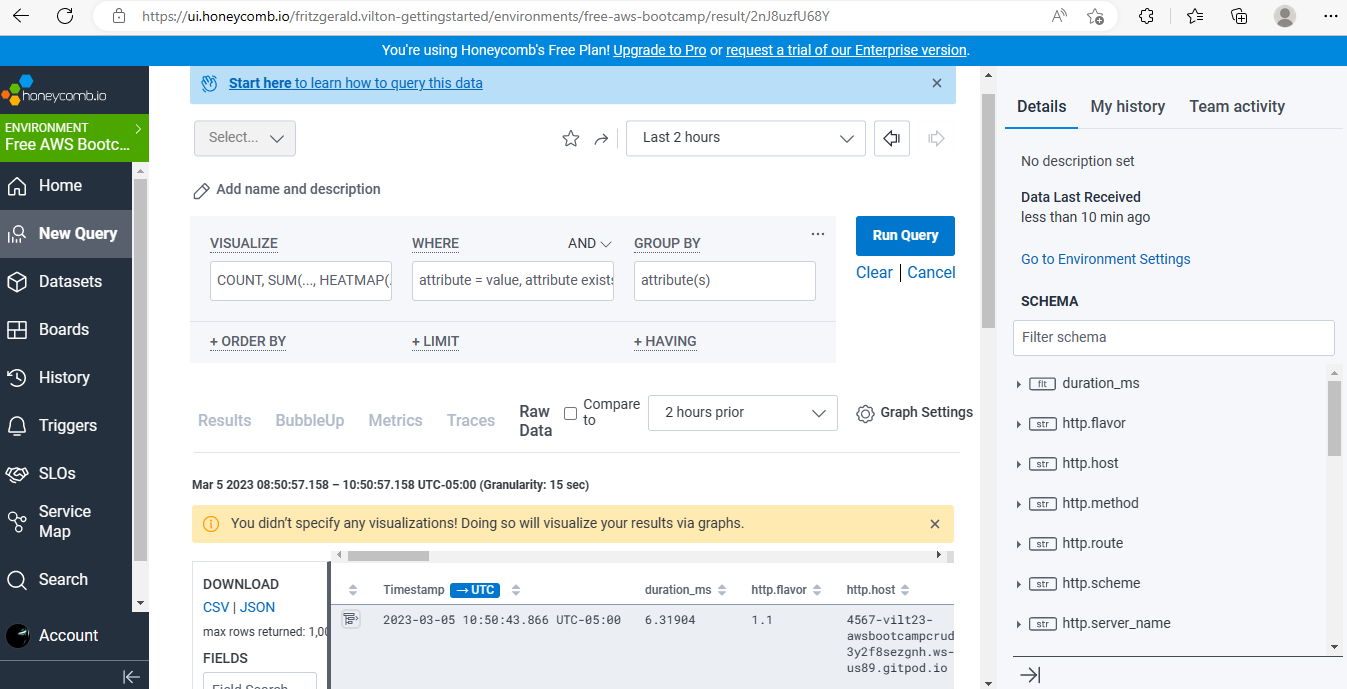 https://ui.honeycomb.io/fritzgerald.vilton-gettingstarted/environments/free-aws-bootcamp/result/2nJ8uzfU68Y
You're using Honeycomb's Free Plan! Upgrade to Pro or request a trial of our Enterprise version.
honeycomb.io
ENVIRONMENT
Free AWS Bootc...
Home
New Query
Datasets
Boards
History
Triggers
SLOs
Service
Map
Search
Account
Start here to learn how to query this data
Select...
Last 2 hours
Add name and description
VISUALIZE
WHERE
AND
GROUP BY
COUNT, SUM(..., HEATMAP(.
attribute = value, attribute exists
attribute(s)
+ ORDER BY
+ LIMIT
+ HAVING
Run Query
Clear | Cancel
Results
BubbleUp
Metrics
Traces
Raw
Data
Compare
to
2 hours prior
Graph Settings
Mar 5 2023 08:50:57.158 – 10:50:57.158 UTC-05:00 (Granularity: 15 sec)
You didn't specify any visualizations! Doing so will visualize your results via graphs.
DOWNLOAD
CSV | JSON
max rows returned: 1,00
FIELDS
Field Search
Timestamp → UTC
duration_ms
http.flavor
http.host
2023-03-05 10:50:43.866 UTC-05:00
6.31904
1.1
4567-vilt23-
awsbootcampcrud
3y2f8sezgnh.ws-
us89.gitpod.io
Details
My history
Team activity
No description set
Data Last Received
less than 10 min ago
Go to Environment Settings
SCHEMA
Filter schema
flt duration_ms
str http.flavor
str http.host
str http.method
str http.route
str http.scheme
str http.server_name